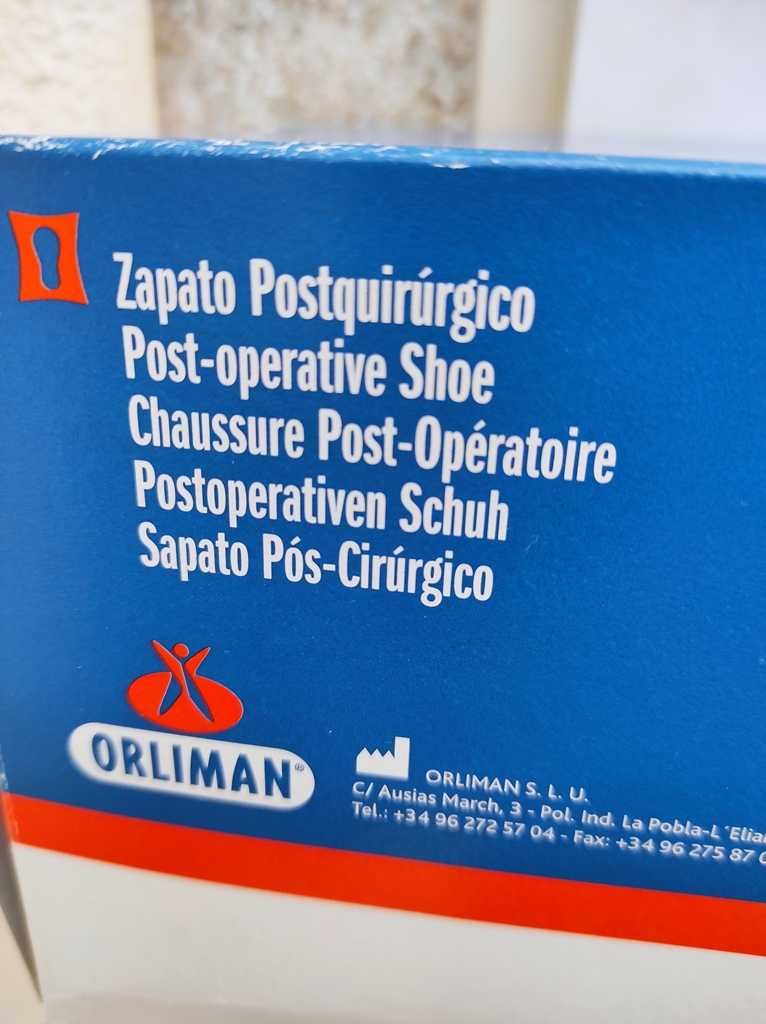 Zapato Postquirúrgico
Post-operative Shoe
Chaussure Post-Opératoire
Postoperativen Schuh
Sapato Pós-Cirúrgico
ORLIMAN®
ORLIMAN S. L. U.
C/ Ausias March, 3 - Pol. Ind. La Pobla-L´Elia
Tel.: +34 96 272 57 04 - Fax: +34 96 275 87